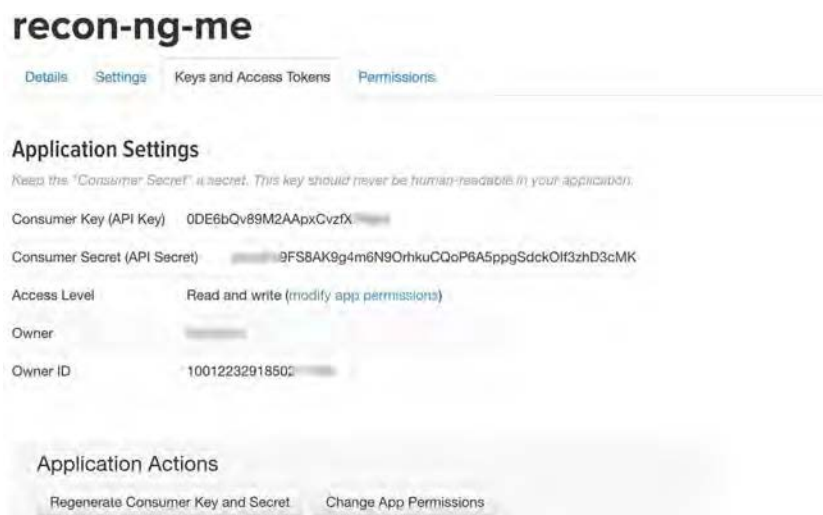 recon-ng-me
Details Settings Keys and Access Tokens Permissions
Application Settings
Keep the "Consumer Secret" a secret. This key should never be human-readable in your application.
Consumer Key (API Key) 0DE6bQv89M2AApxCvzfX
Consumer Secret (API Secret) 9FS8AK9g4m6N9OrhkuCQoP6A5ppgSdckOIf3zhD3cMK
Access Level Read and write (modify app permissions)
Owner
Owner ID 10012232918502
Application Actions
Regenerate Consumer Key and Secret Change App Permissions